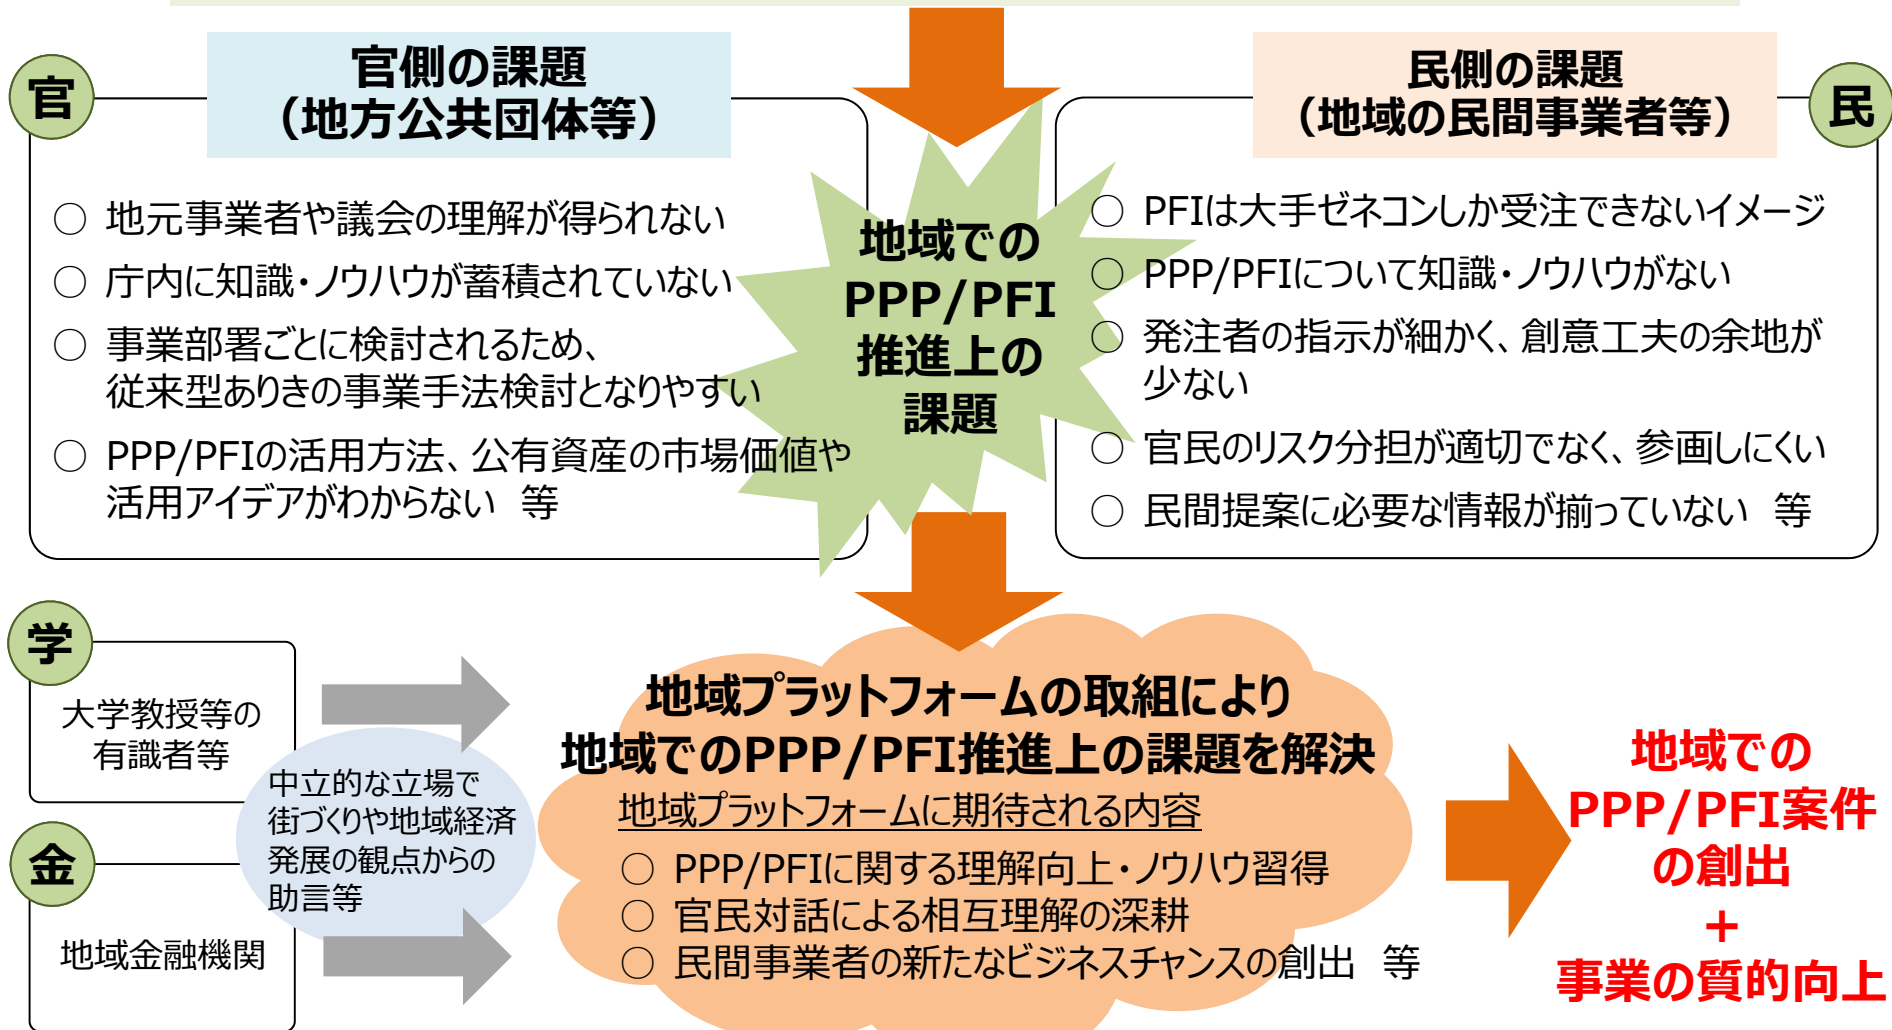 官
官側の課題
（地方公共団体等）
○ 地元事業者や議会の理解が得られない
○ 庁内に知識・ノウハウが蓄積されていない
○ 事業部署ごとに検討されるため、
従来型ありきの事業手法検討となりやすい
○ PPP/PFIの活用方法、公有資産の市場価値や
活用アイデアがわからない 等
地域での
PPP/PFI
推進上の
課題
民側の課題
（地域の民間事業者等）
民
○ PFIは大手ゼネコンしか受注できないイメージ
○ PPP/PFIについて知識・ノウハウがない
○ 発注者の指示が細かく、創意工夫の余地が
少ない
○ 官民のリスク分担が適切でなく、参画しにくい
○ 民間提案に必要な情報が揃っていない 等
学
大学教授等の
有識者等
金
地域金融機関
中立的な立場で
街づくりや地域経済
発展の観点からの
助言等
地域プラットフォームの取組により
地域でのPPP/PFI推進上の課題を解決
地域プラットフォームに期待される内容
○ PPP/PFIに関する理解向上・ノウハウ習得
○ 官民対話による相互理解の深耕
○ 民間事業者の新たなビジネスチャンスの創出 等
地域での
PPP/PFI案件
の創出
＋
事業の質的向上